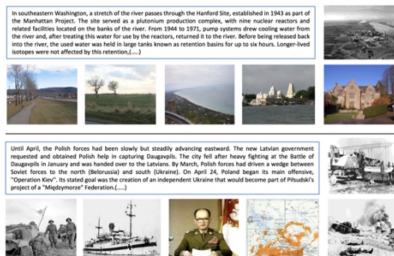 In southeastern Washington, a stretch of the river passes through the Hanford Site, established in 1943 as part of
the Manhattan Project. The site served as a plutonium production complex, with nine nuclear reactors and
related facilities located on the banks of the river. From 1944 to 1971, pump systems drew cooling water from
the river and, after treating this water for use by the reactors, returned it to the river. Before being released back
into the river, the used water was held in large tanks known as retention basins for up to six hours. Longer-lived
isotopes were not affected by this retention,(.....)
Until April, the Polish forces had been slowly but steadily advancing eastward. The new Latvian government
requested and obtained Polish help in capturing Daugavpils. The city fell after heavy fighting at the Battle of
Daugavpils in January and was handed over to the Latvians. By March, Polish forces had driven a wedge between
Soviet forces to the north (Belorussia) and south (Ukraine). On April 24, Poland began its main offensive,
"Operation Kiev". Its stated goal was the creation of an independent Ukraine that would become part of Piłsudski's
project of a "Międzymorze" Federation.(.....)